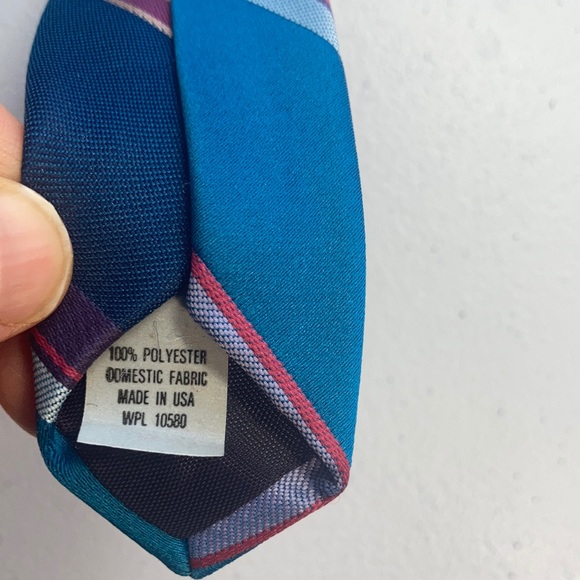 100% POLYESTER
DOMESTIC FABRIC
MADE IN USA
WPL 10580